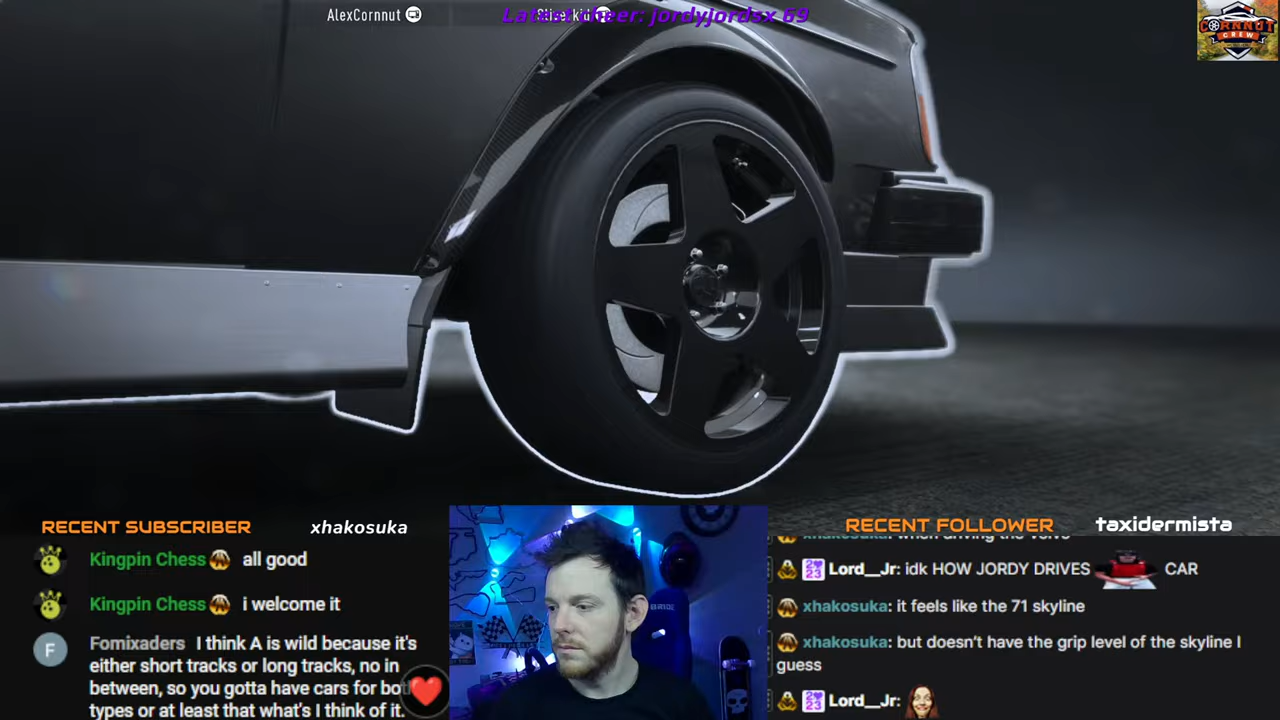 AlexCornnut
Latest cheer: jordyjordsx 69
CORNNUT
CREW
RECENT SUBSCRIBER xhakosuka
Kingpin Chess all good
Kingpin Chess i welcome it
F Fomixaders I think A is wild because it's
either short tracks or long tracks, no in
between, so you gotta have cars for
types or at least that what's I think of it.
BRIDE
RECENT FOLLOWER taxidermista
Lord__Jr: idk HOW JORDY DRIVES CAR
xhakosuka: it feels like the 71 skyline
xhakosuka: but doesn't have the grip level of the skyline I
guess
Lord__Jr: